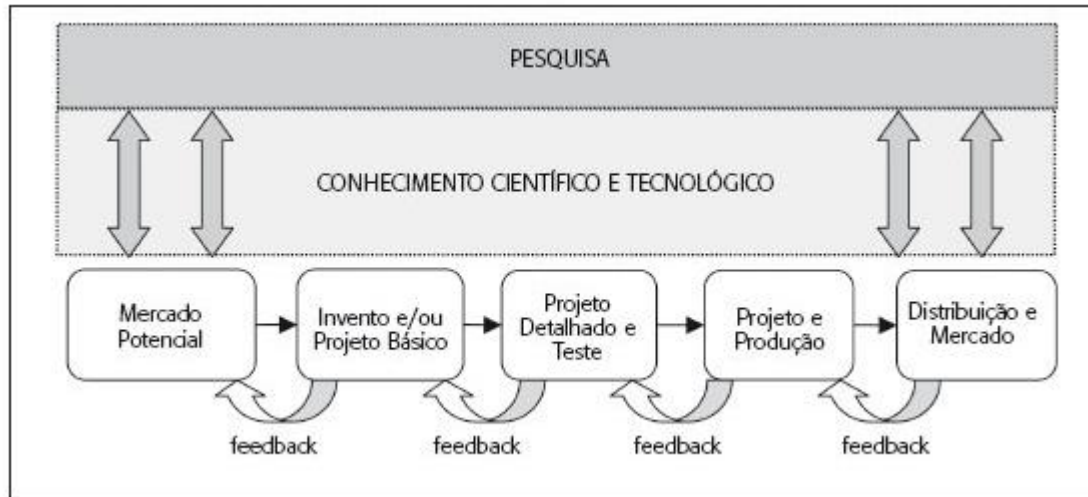 PESQUISA
CONHECIMENTO CIENTÍFICO E TECNOLÓGICO
Mercado
Potencial
Invento e/ou
Projeto Básico
Projeto
Detalhado e
Teste
Projeto e
Produção
Distribuição e
Mercado
feedback
feedback
feedback
feedback